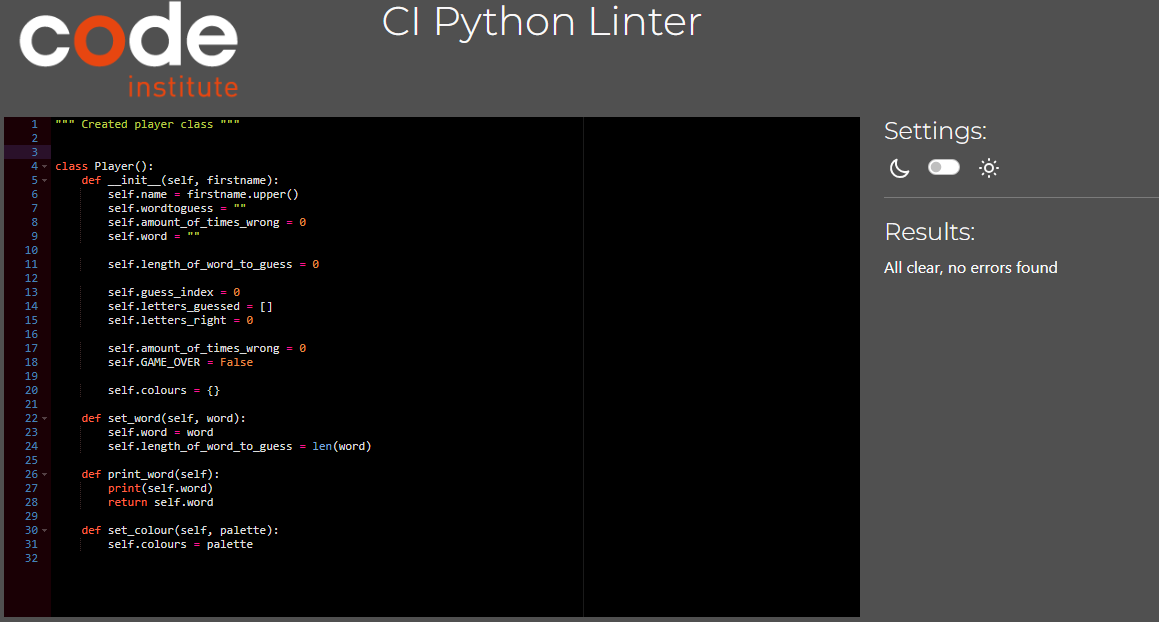 code
institute
CI Python Linter
1 """ Created player class """
2
3
4 class Player():
5     def __init__(self, firstname):
6         self.name = firstname.upper()
7         self.wordtoguess = ""
8         self.amount_of_times_wrong = 0
9         self.word = ""
10
11         self.length_of_word_to_guess = 0
12
13         self.guess_index = 0
14         self.letters_guessed = []
15         self.letters_right = 0
16
17         self.amount_of_times_wrong = 0
18         self.GAME_OVER = False
19
20         self.colours = {}
21
22     def set_word(self, word):
23         self.word = word
24         self.length_of_word_to_guess = len(word)
25
26     def print_word(self):
27         print(self.word)
28         return self.word
29
30     def set_colour(self, palette):
31         self.colours = palette
32
Settings:
Results:
All clear, no errors found